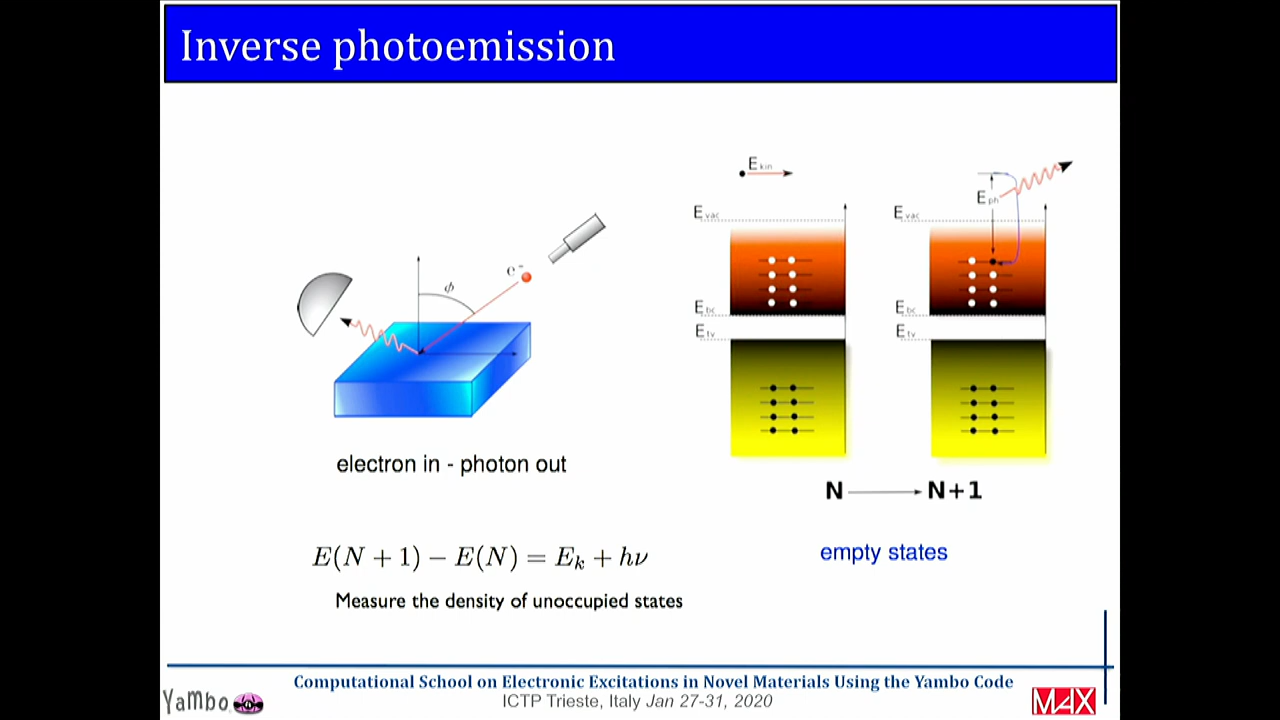 Inverse photoemission
E kin
E vac
E ph
E vac
e-
ϕ
E bc
E bc
E tv
E tv
electron in - photon out
N N+1
E(N + 1) − E(N) = Ek + hν
empty states
Measure the density of unoccupied states
Computational School on Electronic Excitations in Novel Materials Using the Yambo Code
ICTP Trieste, Italy Jan 27-31, 2020
Yambo
MAX